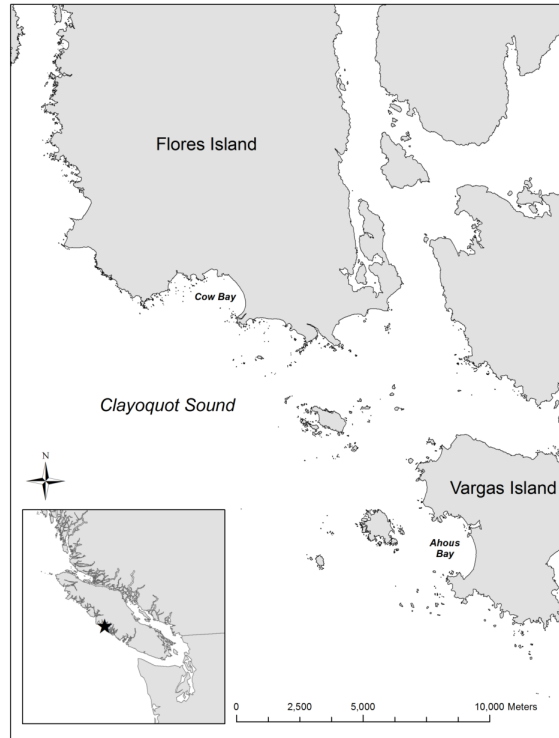 Flores Island
Cow Bay
Clayoquot Sound
N
Vargas Island
Ahous
Bay
0 2,500 5,000 10,000 Meters